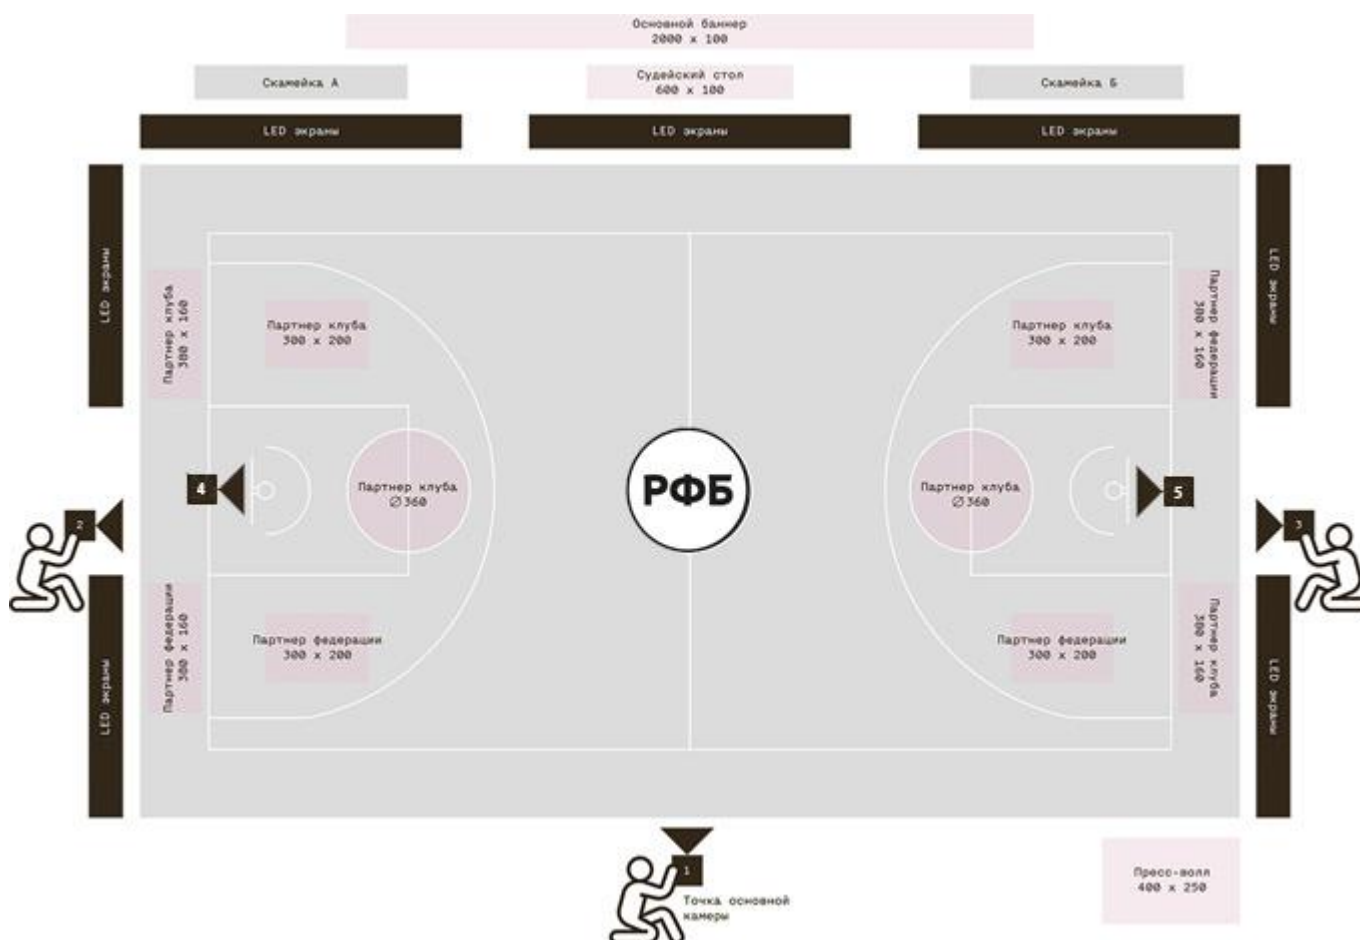 Основной баннер
2000 x 100
Скамейка А
Судейский стол
600 x 100
Скамейка Б
LED экраны
LED экраны
LED экраны
LED экраны
Партнер клуба
300 x 160
Партнер клуба
300 x 200
Партнер клуба
300 x 200
Партнер федерации
300 x 160
LED экраны
4
Партнер клуба
∅360
РФБ
Партнер клуба
∅360
5
2
3
LED экраны
Партнер федерации
300 x 160
Партнер федерации
300 x 200
Партнер федерации
300 x 200
Партнер клуба
300 x 160
LED экраны
1
Точка основной
камеры
Пресс-волл
400 x 250